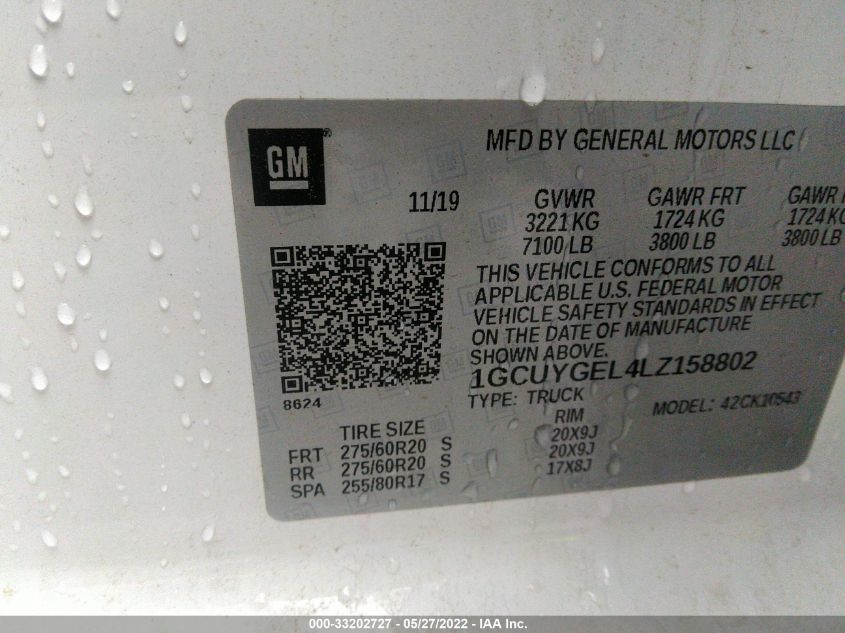 GM
MFD BY GENERAL MOTORS LLC
11/19 GVWR GAWR FRT GAWR
3221 KG 1724 KG 1724 KG
7100 LB 3800 LB 3800 LB
THIS VEHICLE CONFORMS TO ALL
APPLICABLE U.S. FEDERAL MOTOR
VEHICLE SAFETY STANDARDS IN EFFECT
ON THE DATE OF MANUFACTURE
SHOWN ABOVE.
8624
1GCUYGEL4LZ158802
TYPE: TRUCK MODEL: 42CK10543
TIRE SIZE RIM
FRT 275/60R20 S 20X9J
RR 275/60R20 S 20X9J
SPA 255/80R17 S 17X8J
000-33202727 - 05/27/2022 - IAA Inc.